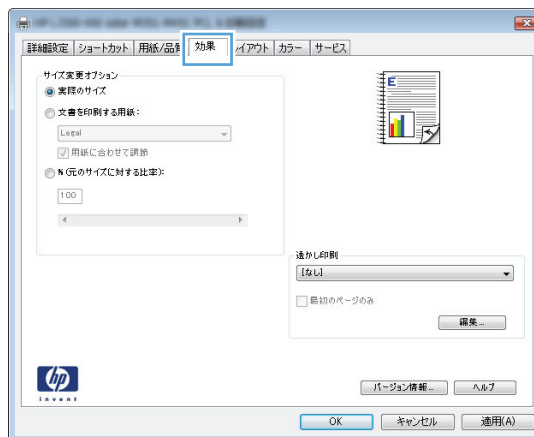 詳細設定 ショートカット 用紙/品質 効果 レイアウト カラー サービス
サイズ変更オプション
実際のサイズ
文書を印刷する用紙:
Legal
用紙に合わせて調節
% (元のサイズに対する比率):
100
E
透かし印刷
[なし]
最初のページのみ
編集...
hp
invent
バージョン情報... ヘルプ
OK キャンセル 適用(A)